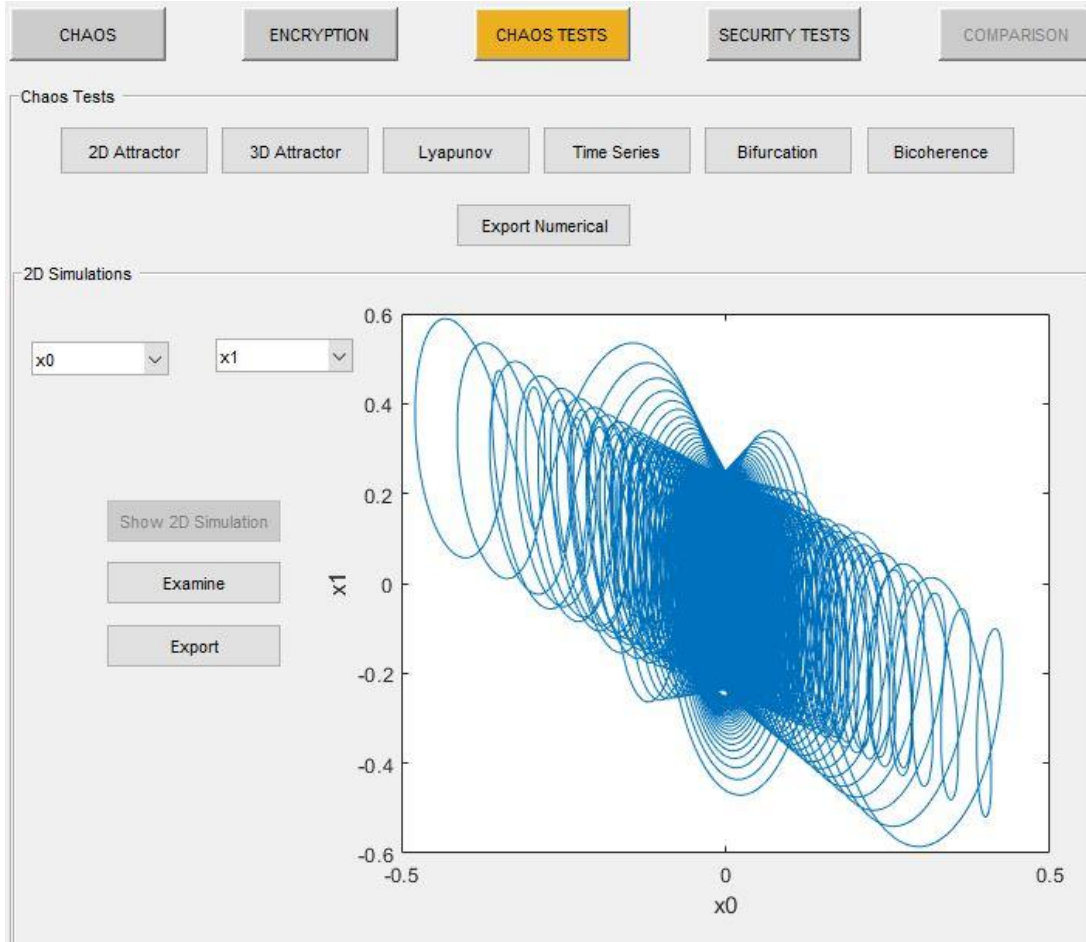 CHAOS ENCRYPTION CHAOS TESTS SECURITY TESTS COMPARISON
Chaos Tests
2D Attractor 3D Attractor Lyapunov Time Series Bifurcation Bicoherence
Export Numerical
2D Simulations
x0 x1
Show 2D Simulation
Examine
Export
0.6
0.4
0.2
0
-0.2
-0.4
-0.6
x1
-0.5 0 0.5
x0